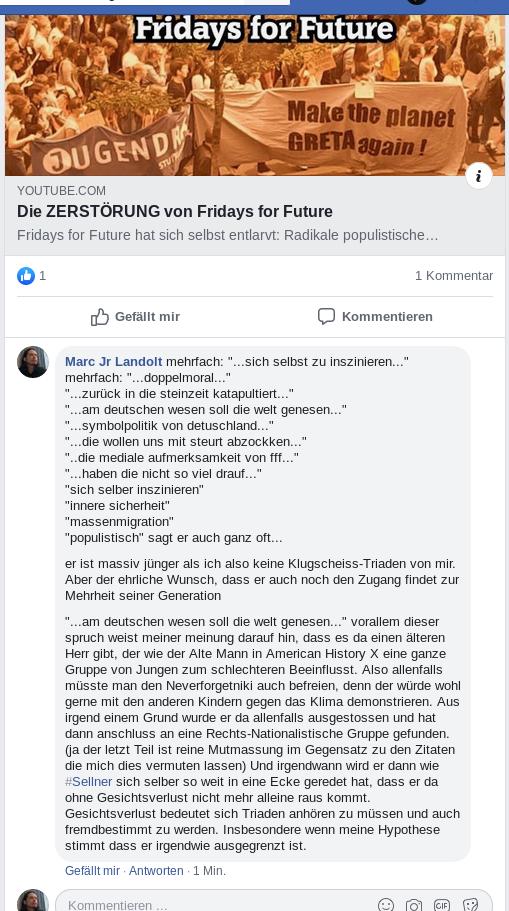 Fridays for Future
Make the planet
GRETA again !
JUGEND
YOUTUBE.COM
Die ZERSTÖRUNG von Fridays for Future
Fridays for Future hat sich selbst entlarvt: Radikale populistische…
1
1 Kommentar
Gefällt mir
Kommentieren
Marc Jr Landolt mehrfach: "...sich selbst zu inszinieren..."
mehrfach: "...doppelmoral..."
"...zurück in die steinzeit katapultiert..."
"...am deutschen wesen soll die welt genesen..."
"...symbolpolitik von detuschland..."
"...die wollen uns mit steurt abzockken..."
"..die mediale aufmerksamkeit von fff..."
"...haben die nicht so viel drauf..."
"sich selber inszinieren"
"innere sicherheit"
"massenmigration"
"populistisch" sagt er auch ganz oft...
er ist massiv jünger als ich also keine Klugscheiss-Triaden von mir.
Aber der ehrliche Wunsch, dass er auch noch den Zugang findet zur
Mehrheit seiner Generation
"...am deutschen wesen soll die welt genesen..." vorallem dieser
spruch weist meiner meinung darauf hin, dass es da einen älteren
Herr gibt, der wie der Alte Mann in American History X eine ganze
Gruppe von Jungen zum schlechteren Beeinflusst. Also allenfalls
müsste man den Neverforgetniki auch befreien, denn der würde wohl
gerne mit den anderen Kindern gegen das Klima demonstrieren. Aus
irgend einem Grund wurde er da allenfalls ausgestossen und hat
dann anschluss an eine Rechts-Nationalistische Gruppe gefunden.
(ja der letzt Teil ist reine Mutmassung im Gegensatz zu den Zitaten
die mich dies vermuten lassen) Und irgendwann wird er dann wie
#Sellner sich selber so weit in eine Ecke geredet hat, dass er da
ohne Gesichtsverlust nicht mehr alleine raus kommt.
Gesichtsverlust bedeutet sich Triaden anhören zu müssen und auch
fremdbestimmt zu werden. Insbesondere wenn meine Hypothese
stimmt dass er irgendwie ausgegrenzt ist.
Gefällt mir · Antworten · 1 Min.
Kommentieren ...
GIF